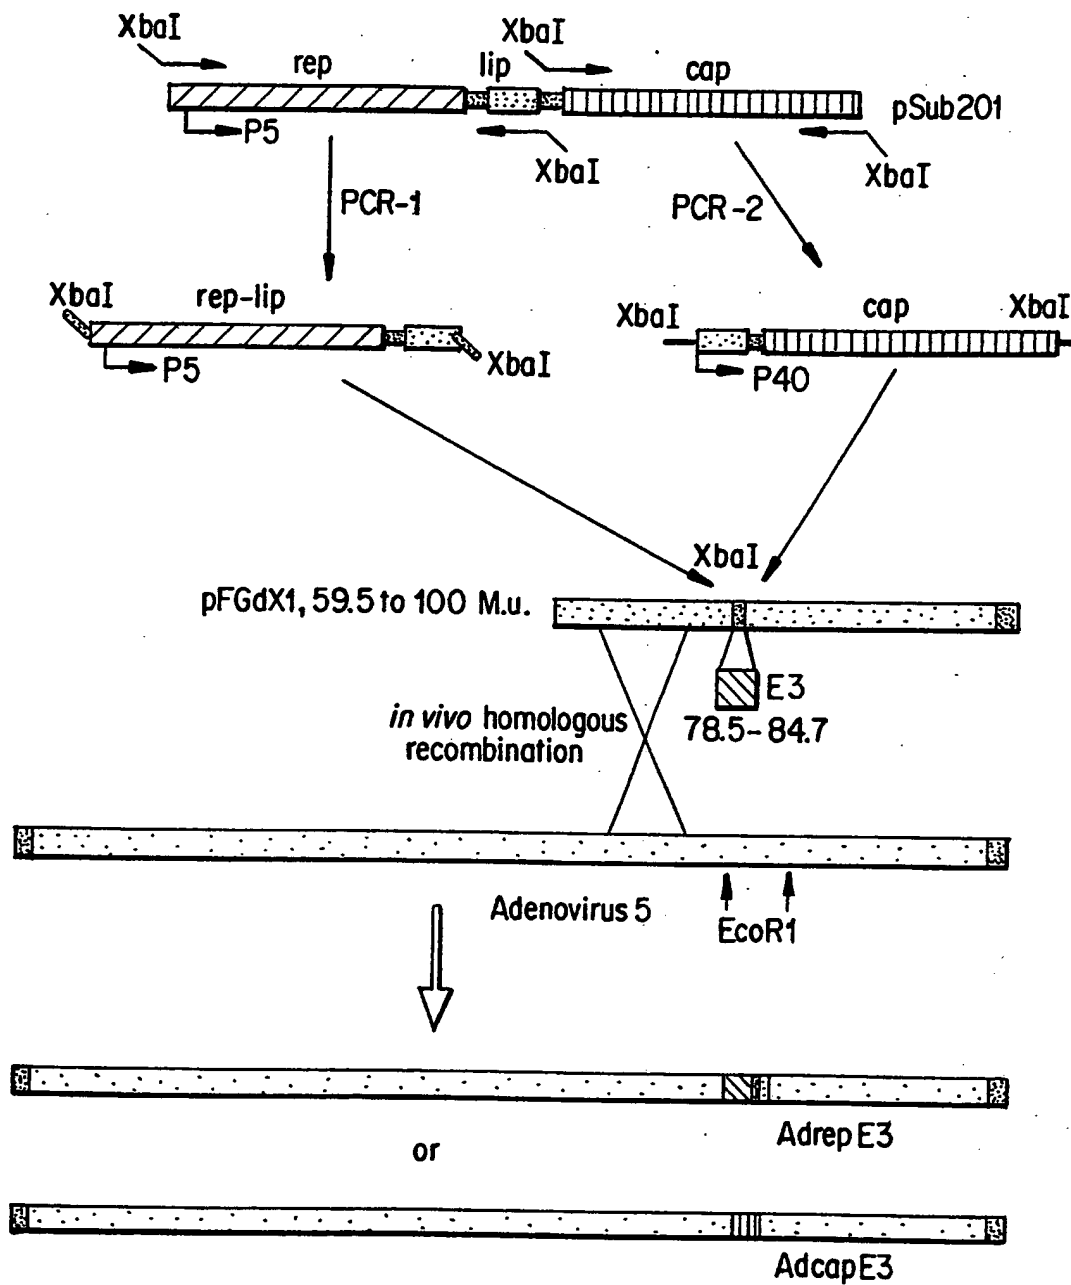 XbaI
XbaI
rep
lip
cap
pSub201
P5
XbaI
XbaI
PCR-1
PCR-2
XbaI
rep-lip
XbaI
cap
XbaI
P5
XbaI
P40
XbaI
pFGdX1, 59.5 to 100 M.u.
E3
78.5-84.7
in vivo homologous
recombination
Adenovirus 5
EcoR1
AdrepE3
or
AdcapE3